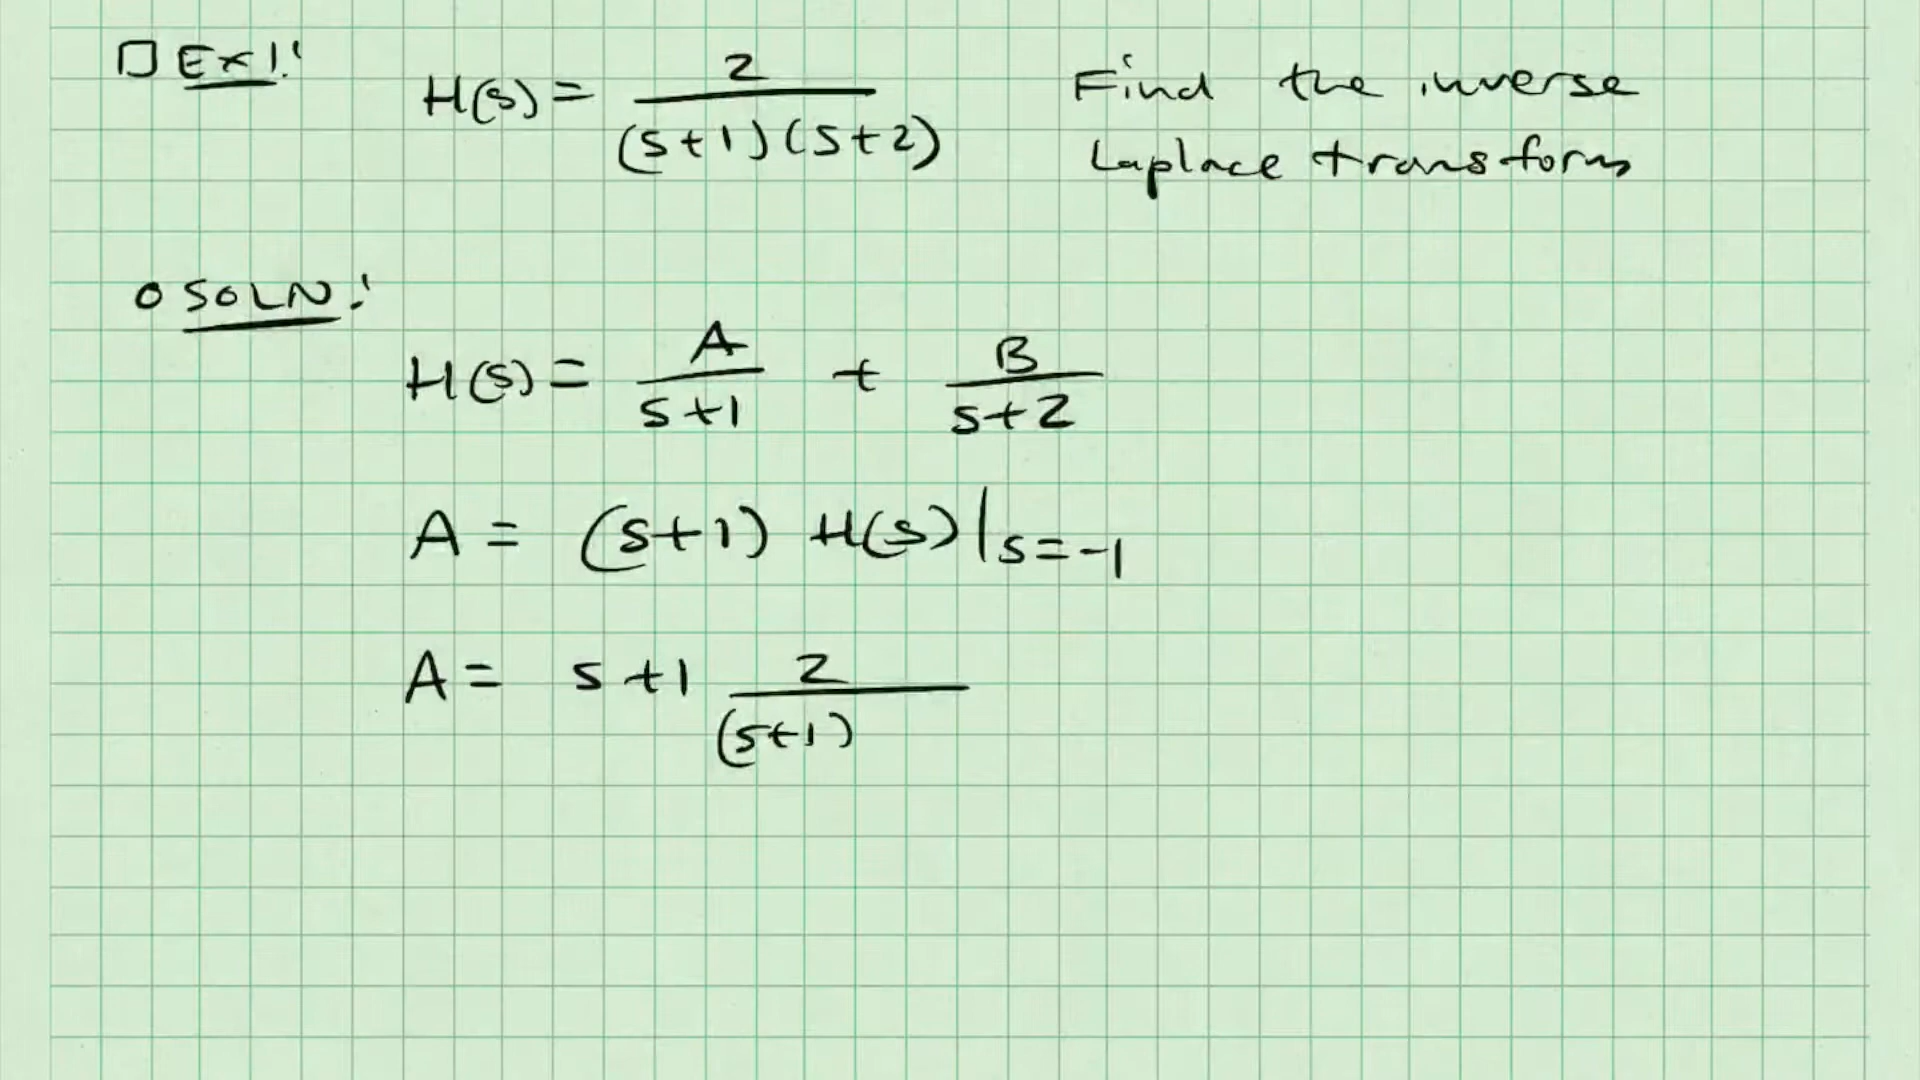 □ Ex1: H(s) = 2 / (s+1)(s+2) Find the inverse
Laplace transform
o SOLN:
H(s) = A / s+1 + B / s+2
A = (s+1) H(s)|s=-1
A = s+1 2 / (s+1)